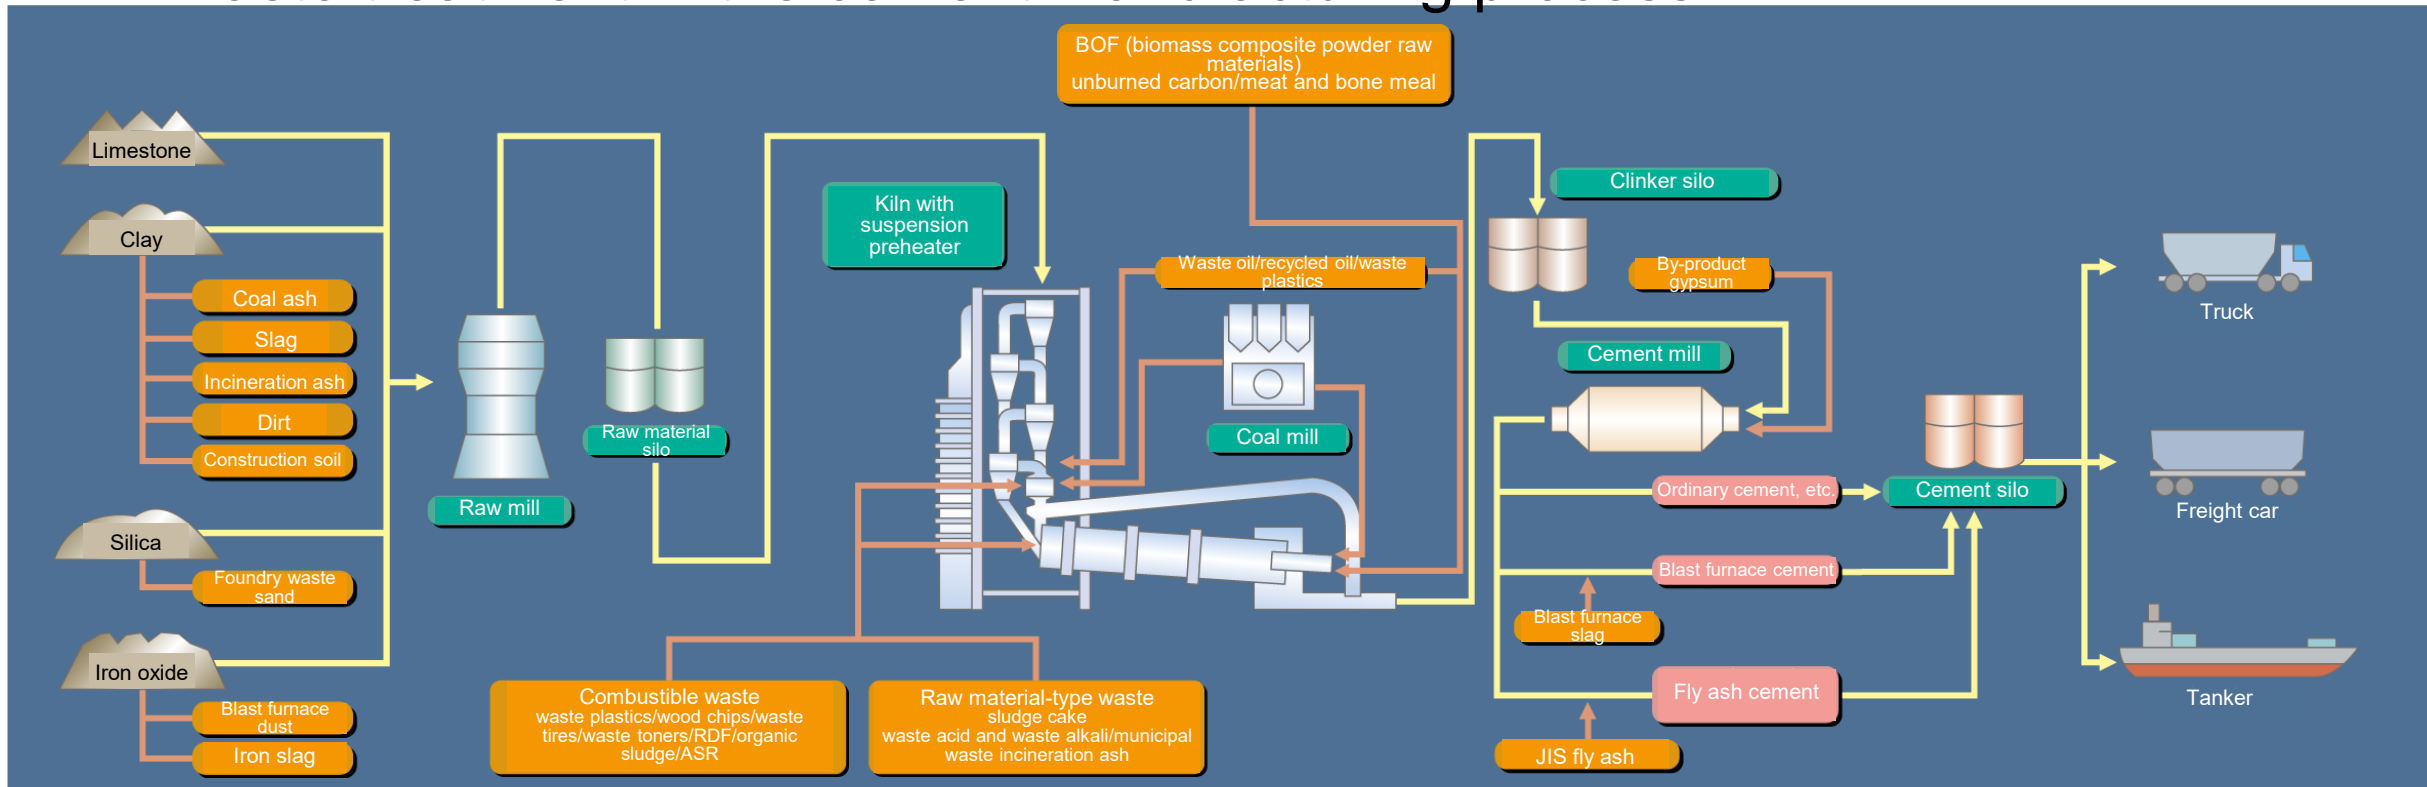 BOF (biomass composite powder raw
materials)
unburned carbon/meat and bone meal
Limestone
Clay
Coal ash
Slag
Incineration ash
Dirt
Construction soil
Silica
Foundry waste
sand
Iron oxide
Blast furnace
dust
Iron slag
Raw mill
Raw material
silo
Kiln with
suspension
preheater
Waste oil/recycled oil/waste
plastics
Coal mill
Combustible waste
waste plastics/wood chips/waste
tires/waste toners/RDF/organic
sludge/ASR
Raw material-type waste
sludge cake
waste acid and waste alkali/municipal
waste incineration ash
Clinker silo
By-product
gypsum
Cement mill
Ordinary cement, etc.
Blast furnace cement
Blast furnace
slag
Fly ash cement
JIS fly ash
Cement silo
Truck
Freight car
Tanker